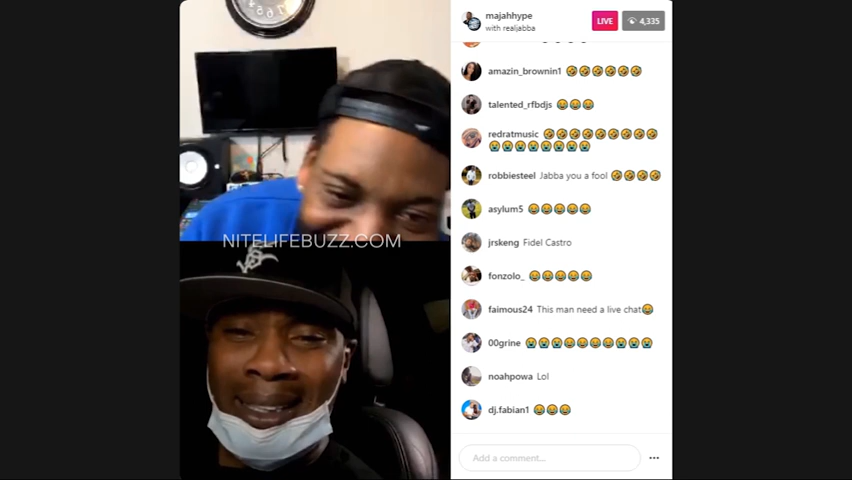 majahhype
with realjabba
LIVE
4,335
amazin_brownin1 🤣🤣🤣🤣🤣🤣
talented_rfbdjs 😂😂😂
redratmusic 🤣🤣🤣🤣🤣🤣🤣🤣🤣
😭😭😭😭😭😭😭😭
robbiesteel Jabba you a fool 🤣🤣🤣🤣
asylum5 😂😂😂😂😂
jrskeng Fidel Castro
fonzolo_ 😂😂😂😂😂
faimous24 This man need a live chat😂
00grine 😭😭😭😂😂😂😂😭😭😭
noahpowa Lol
dj.fabian1 😂😂😂
Add a comment...
NITELIFEBUZZ.COM